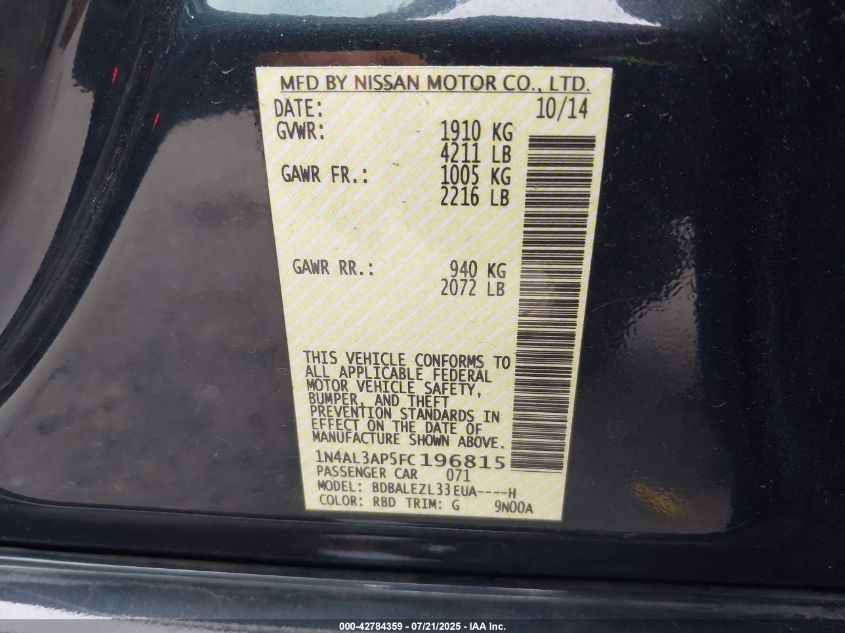 MFD BY NISSAN MOTOR CO., LTD.
DATE: 10/14
GVWR: 1910 KG
4211 LB
GAWR FR.: 1005 KG
2216 LB
GAWR RR.: 940 KG
2072 LB
THIS VEHICLE CONFORMS TO
ALL APPLICABLE FEDERAL
MOTOR VEHICLE SAFETY,
BUMPER, AND THEFT
PREVENTION STANDARDS IN
EFFECT ON THE DATE OF
MANUFACTURE SHOWN ABOVE.
1N4AL3AP5FC196815
PASSENGER CAR 071
MODEL: BDBALEZL33EUA----H
COLOR: RBD TRIM: G 9N00A
000-42784359 - 07/21/2025 - IAA Inc.